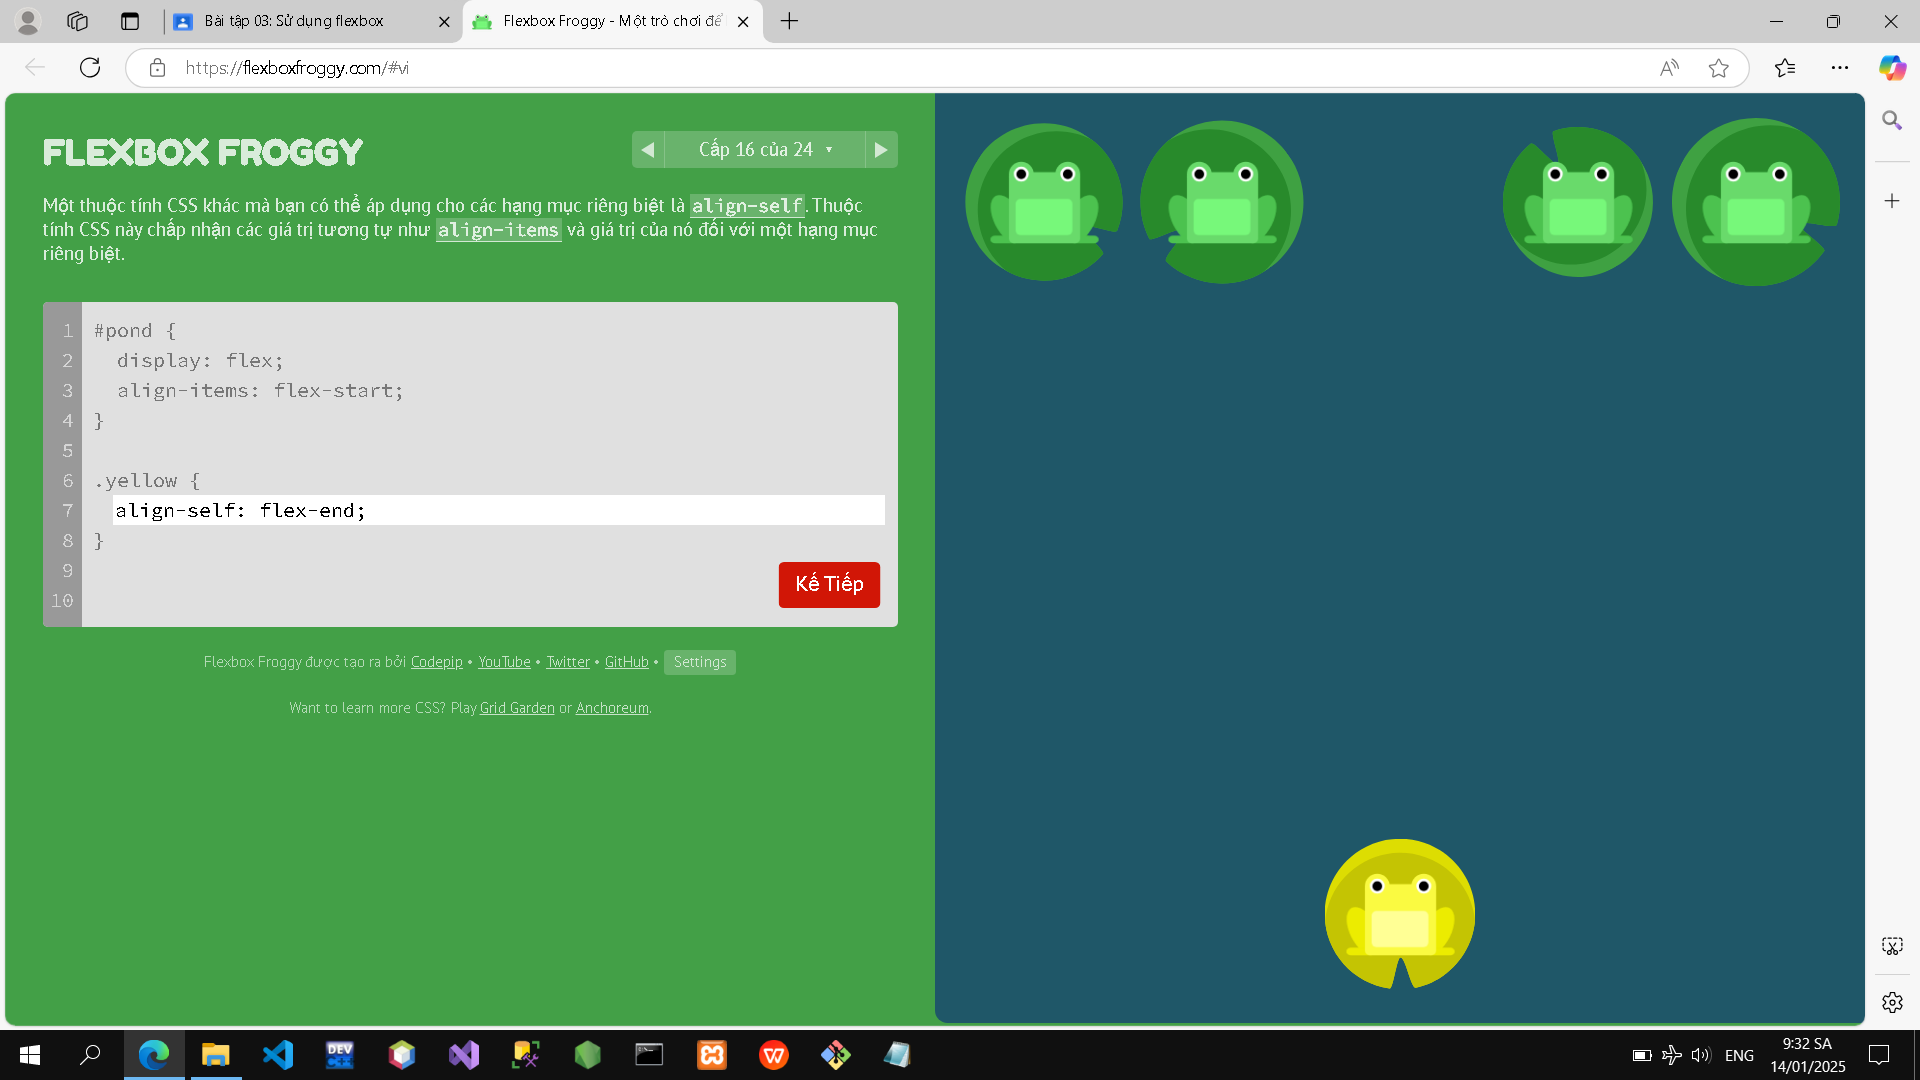 Bài tập 03: Sử dụng flexbox
Flexbox Froggy - Một trò chơi để
https://flexboxfroggy.com/#vi
FLEXBOX FROGGY
Cấp 16 của 24 ▾
Một thuộc tính CSS khác mà bạn có thể áp dụng cho các hạng mục riêng biệt là align-self. Thuộc
tính CSS này chấp nhận các giá trị tương tự như align-items và giá trị của nó đối với một hạng mục
riêng biệt.
1 #pond {
2 display: flex;
3 align-items: flex-start;
4 }
5
6 .yellow {
7 align-self: flex-end;
8 }
9
10
Kế Tiếp
Flexbox Froggy được tạo ra bởi Codepip • YouTube • Twitter • GitHub • Settings
Want to learn more CSS? Play Grid Garden or Anchoreum.
DEV
C++
ENG
9:32 SA
14/01/2025